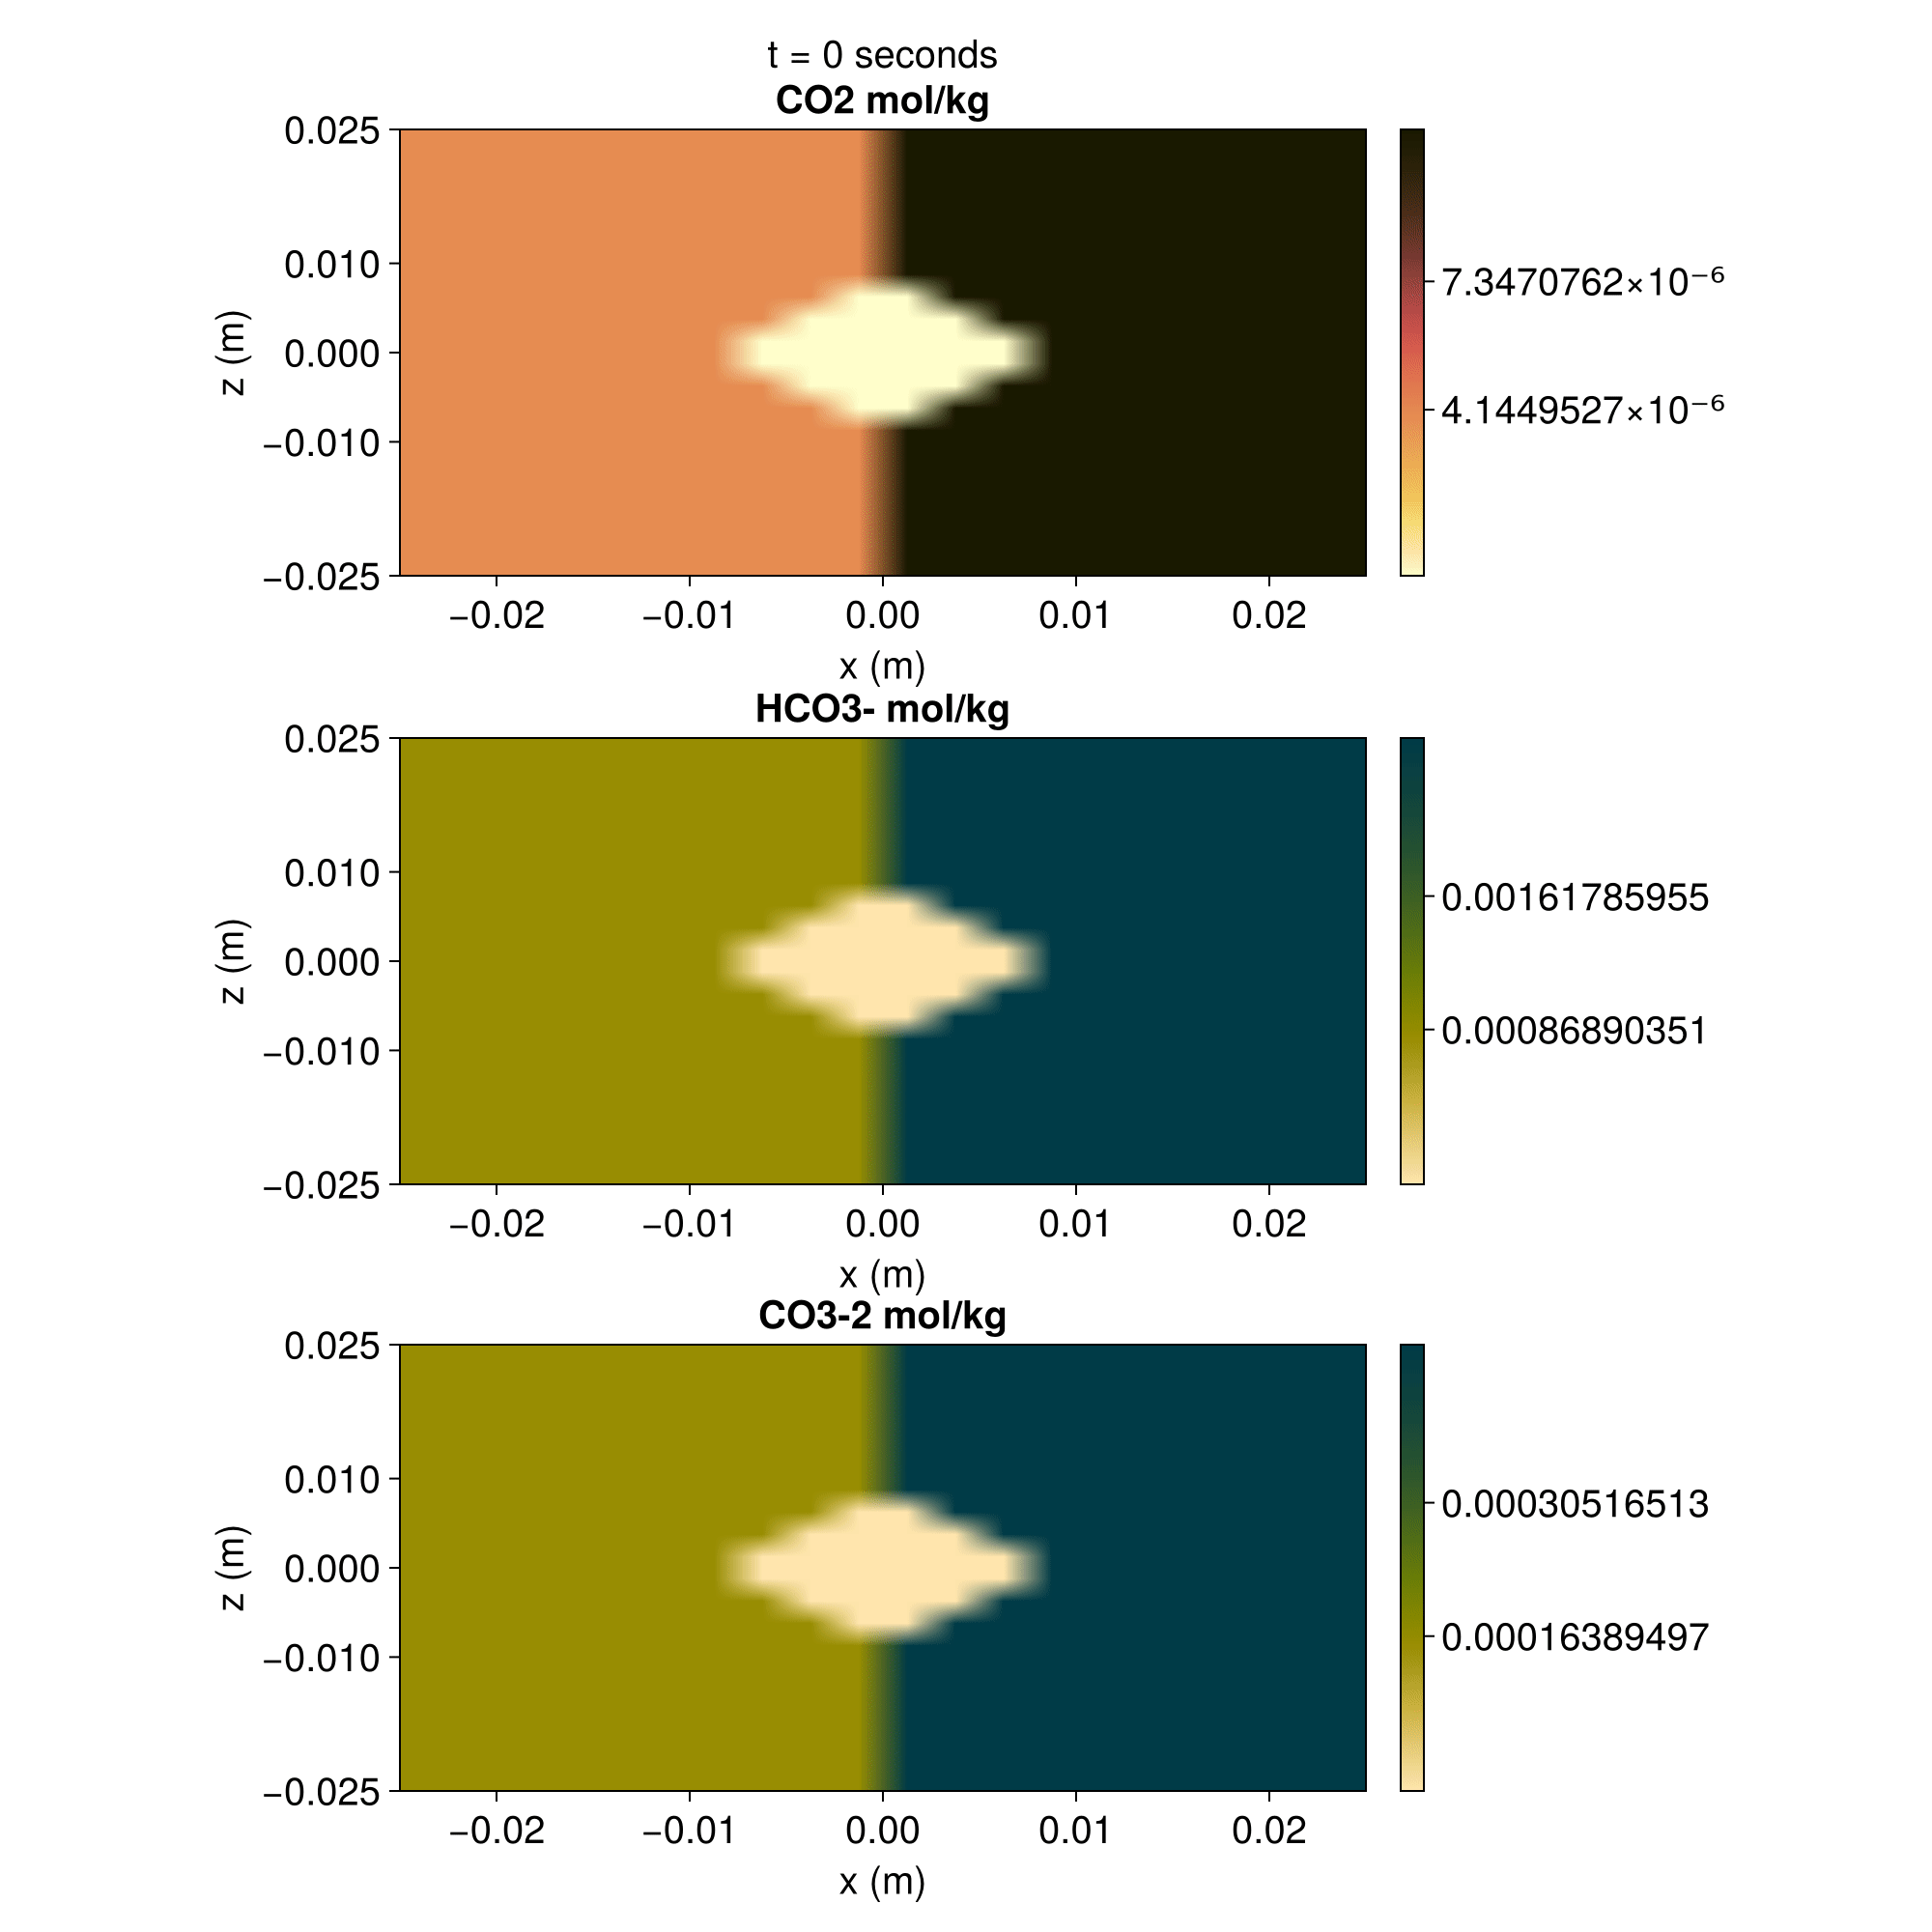 t = 0 seconds
CO2 mol/kg
0.025
0.010
0.000
−0.010
−0.025
z (m)
−0.02 −0.01 0.00 0.01 0.02
x (m)
7.3470762×10⁻⁶
4.1449527×10⁻⁶
HCO3- mol/kg
0.025
0.010
0.000
−0.010
−0.025
z (m)
−0.02 −0.01 0.00 0.01 0.02
x (m)
0.00161785955
0.00086890351
CO3-2 mol/kg
0.025
0.010
0.000
−0.010
−0.025
z (m)
−0.02 −0.01 0.00 0.01 0.02
x (m)
0.00030516513
0.00016389497